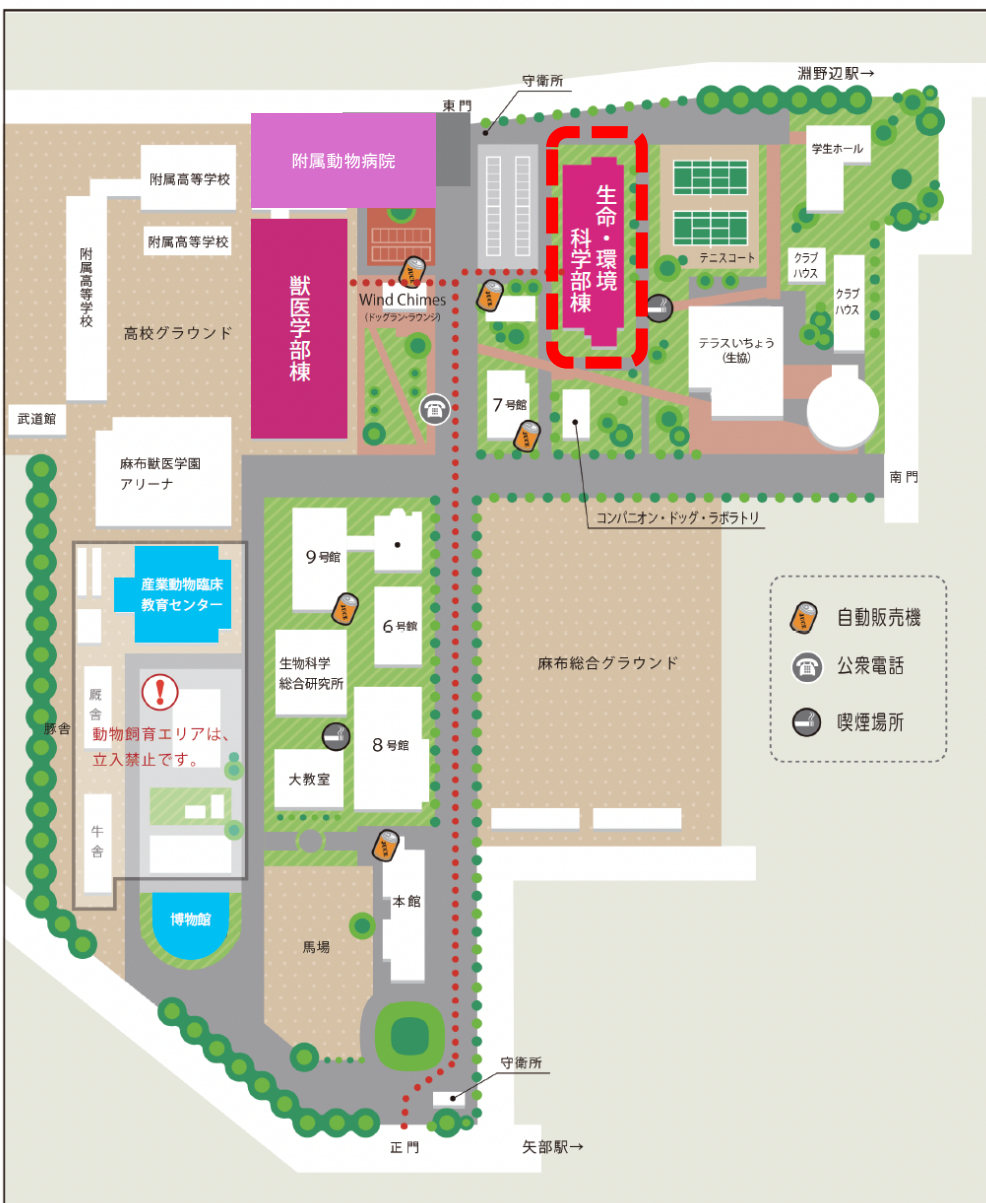 淵野辺駅→
守衛所
東門
附属動物病院
学生ホール
附属高等学校
附属高等学校
附属高等学校
生命・環境
科学部棟
テニスコート
クラブ
ハウス
クラブ
ハウス
獣医学部棟
Wind Chimes
(ドッグラン・ラウンジ)
高校グラウンド
テラスいちょう
(生協)
武道館
7号館
麻布獣医学園
アリーナ
南門
コンパニオン・ドッグ・ラボラトリ
9号館
産業動物臨床
教育センター
6号館
自動販売機
生物科学
総合研究所
麻布総合グラウンド
公衆電話
厩舎
豚舎
動物飼育エリアは、
立入禁止です。
喫煙場所
8号館
大教室
牛舎
本館
博物館
馬場
守衛所
正門
矢部駅→